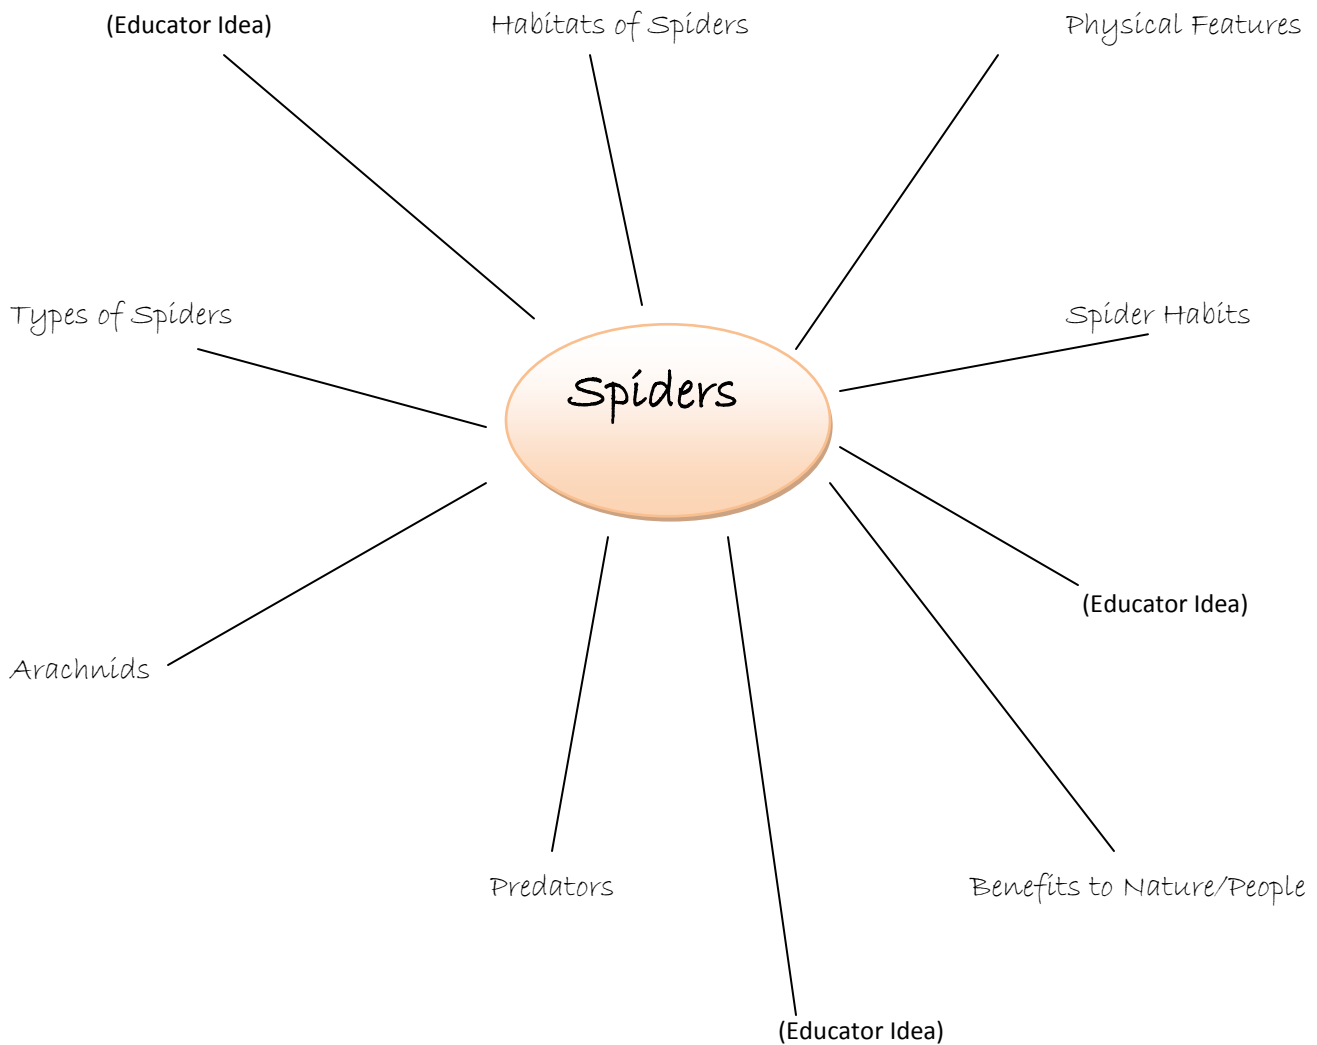 (Educator Idea)
Habitats of Spiders
Physical Features
Types of Spiders
Spider Habits
Spiders
(Educator Idea)
Arachnids
Predators
Benefits to Nature/People
(Educator Idea)